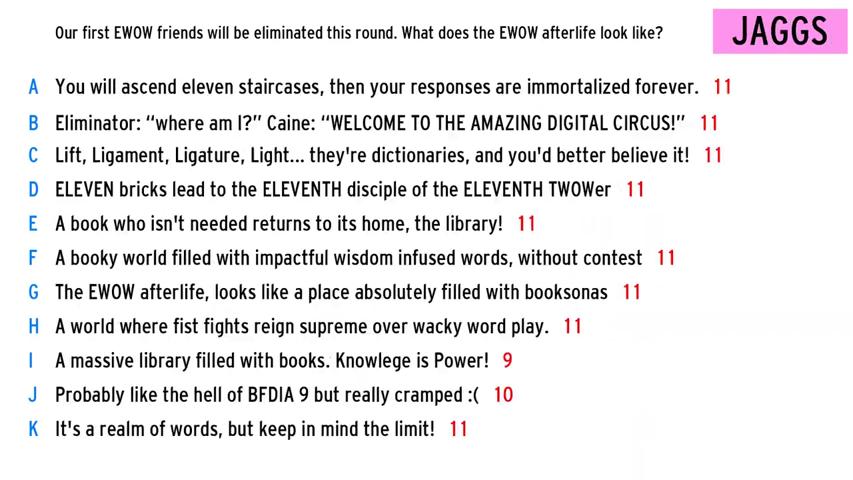 Our first EWOW friends will be eliminated this round. What does the EWOW afterlife look like?
JAGGS
A You will ascend eleven staircases, then your responses are immortalized forever. 11
B Eliminator: “where am I?” Caine: “WELCOME TO THE AMAZING DIGITAL CIRCUS!” 11
C Lift, Ligament, Ligature, Light... they're dictionaries, and you'd better believe it! 11
D ELEVEN bricks lead to the ELEVENTH disciple of the ELEVENTH TWOWer 11
E A book who isn't needed returns to its home, the library! 11
F A booky world filled with impactful wisdom infused words, without contest 11
G The EWOW afterlife, looks like a place absolutely filled with booksonas 11
H A world where fist fights reign supreme over wacky word play. 11
I A massive library filled with books. Knowlege is Power! 9
J Probably like the hell of BFDIA 9 but really cramped :( 10
K It's a realm of words, but keep in mind the limit! 11